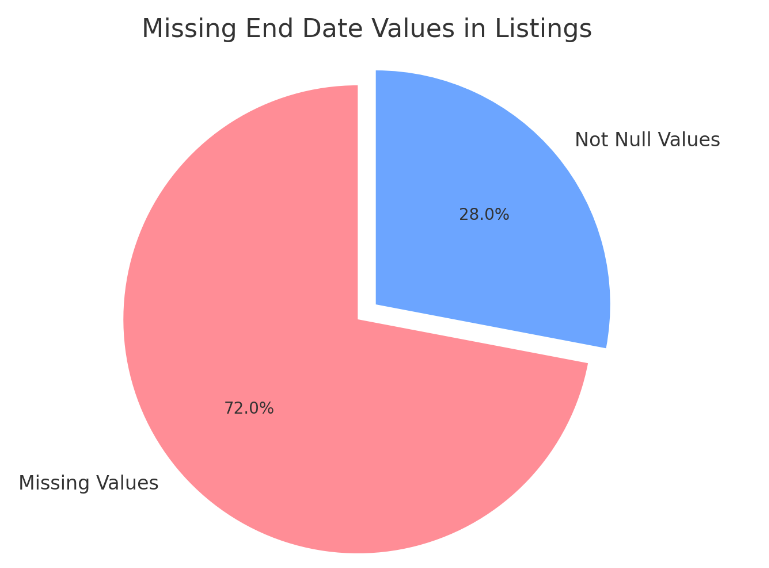 Missing End Date Values in Listings
Not Null Values
28.0%
72.0%
Missing Values